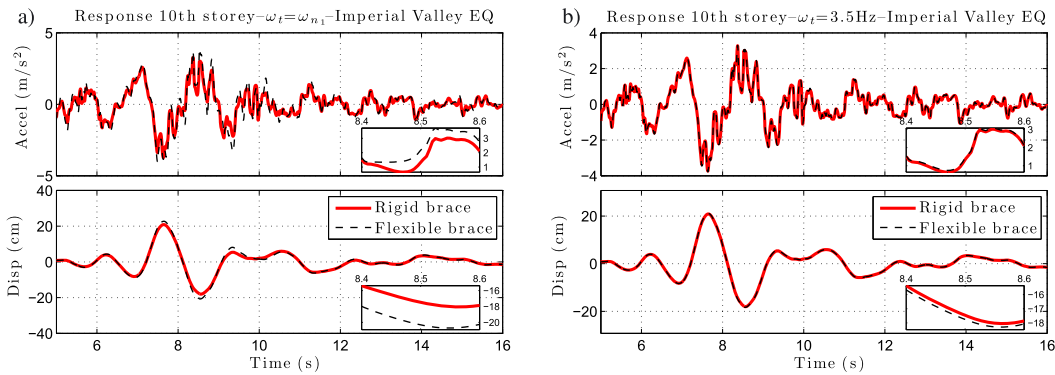 a) Response 10th storey–ωt=ωn1–Imperial Valley EQ
Accel (m/s²)
5
0
−5
8.4 8.5 8.6
3
2
1
Disp (cm)
40
20
0
−20
−40
Rigid brace
Flexible brace
8.4 8.5 8.6
−16
−18
−20
6 8 10 12 14 16
Time (s)
b) Response 10th storey–ωt=3.5Hz–Imperial Valley EQ
Accel (m/s²)
4
2
0
−2
−4
8.4 8.5 8.6
3
2
1
Disp (cm)
20
0
−20
Rigid brace
Flexible brace
8.4 8.5 8.6
−16
−17
−18
6 8 10 12 14 16
Time (s)